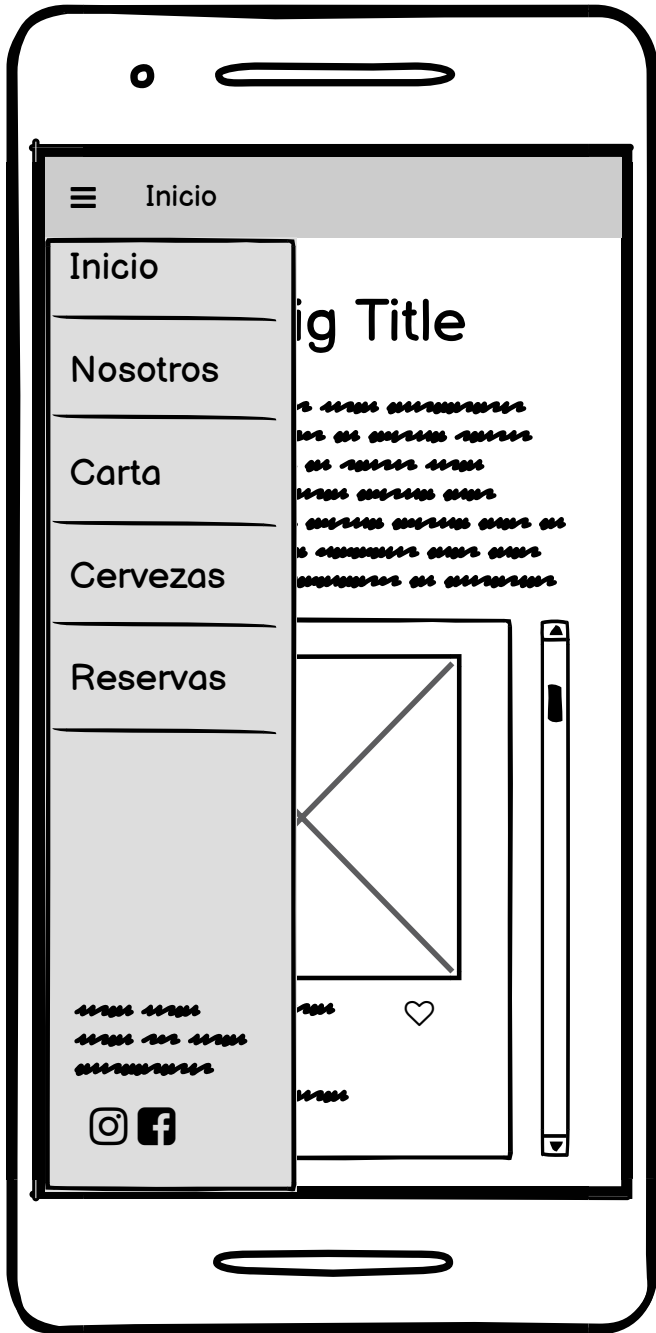 Inicio
Inicio
ig Title
Nosotros
Carta
Cervezas
Reservas